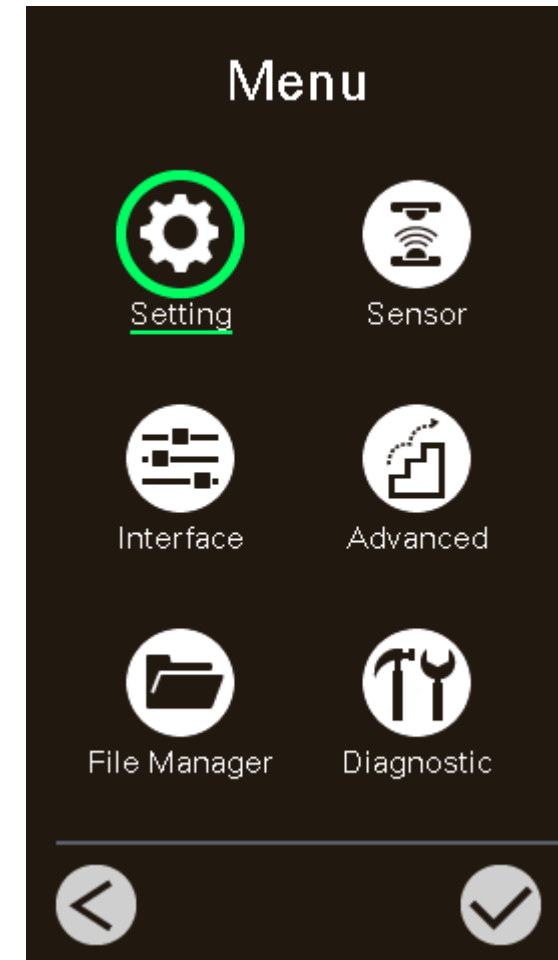 Menu
Setting Sensor
Interface Advanced
File Manager Diagnostic